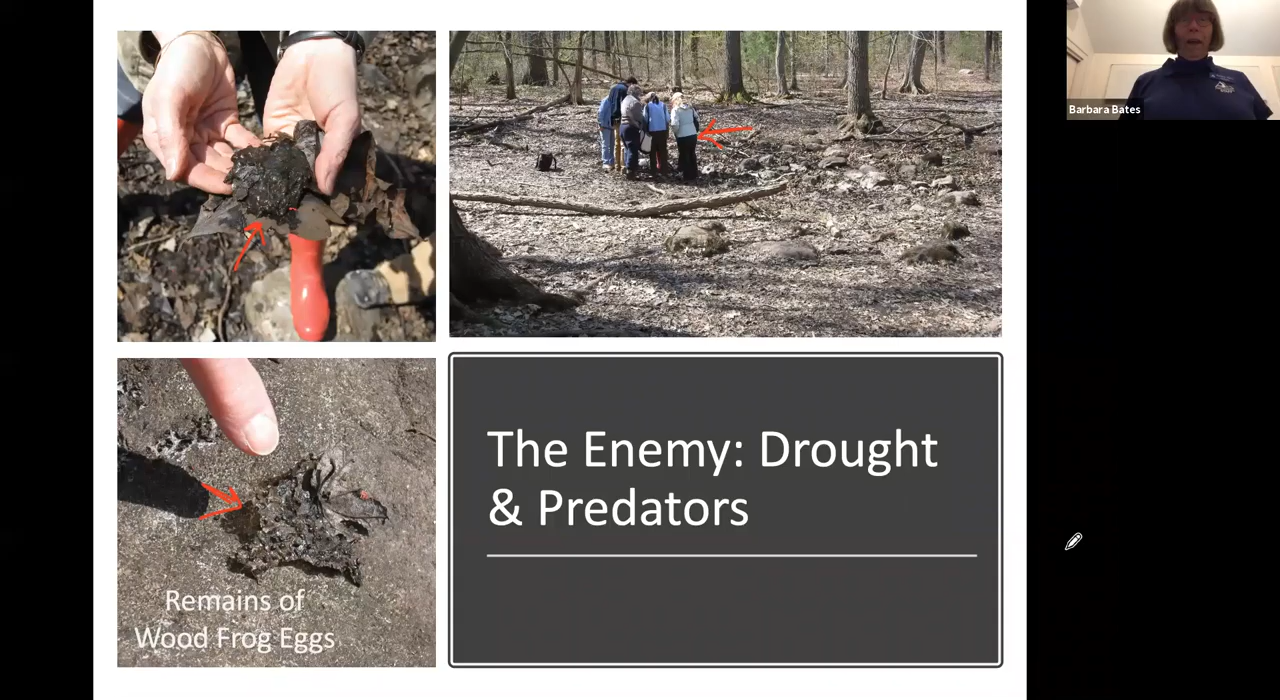 Barbara Bates
The Enemy: Drought
& Predators
Remains of
Wood Frog Eggs